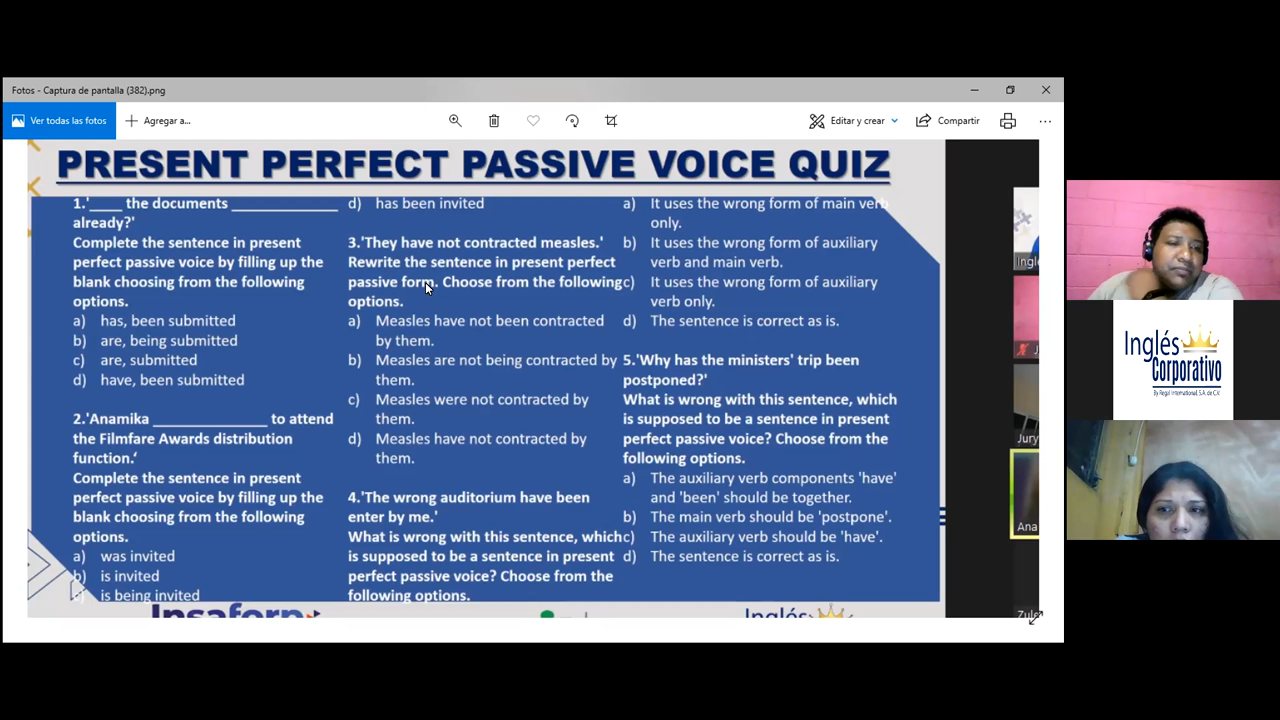 Fotos - Captura de pantalla (382).png
Ver todas las fotos
Agregar a...
Editar y crear
Compartir
PRESENT PERFECT PASSIVE VOICE QUIZ
1.'____ the documents _____________
already?'
Complete the sentence in present
perfect passive voice by filling up the
blank choosing from the following
options.
a) has, been submitted
b) are, being submitted
c) are, submitted
d) have, been submitted
2.'Anamika ______________ to attend
the Filmfare Awards distribution
function.‘
Complete the sentence in present
perfect passive voice by filling up the
blank choosing from the following
options.
a) was invited
b) is invited
c) is being invited
d) has been invited
3.'They have not contracted measles.'
Rewrite the sentence in present perfect
passive form. Choose from the following
options.
a) Measles have not been contracted
by them.
b) Measles are not being contracted by
them.
c) Measles were not contracted by
them.
d) Measles have not contracted by
them.
4.'The wrong auditorium have been
enter by me.'
What is wrong with this sentence, which
is supposed to be a sentence in present
perfect passive voice? Choose from the
following options.
a) It uses the wrong form of main verb
only.
b) It uses the wrong form of auxiliary
verb and main verb.
c) It uses the wrong form of auxiliary
verb only.
d) The sentence is correct as is.
5.'Why has the ministers' trip been
postponed?'
What is wrong with this sentence, which
is supposed to be a sentence in present
perfect passive voice? Choose from the
following options.
a) The auxiliary verb components 'have'
and 'been' should be together.
b) The main verb should be 'postpone'.
c) The auxiliary verb should be 'have'.
d) The sentence is correct as is.
Insaforp
Inglés
Jury
Ana
Inglés
Corporativo
By Regal International, S.A. de C.V.